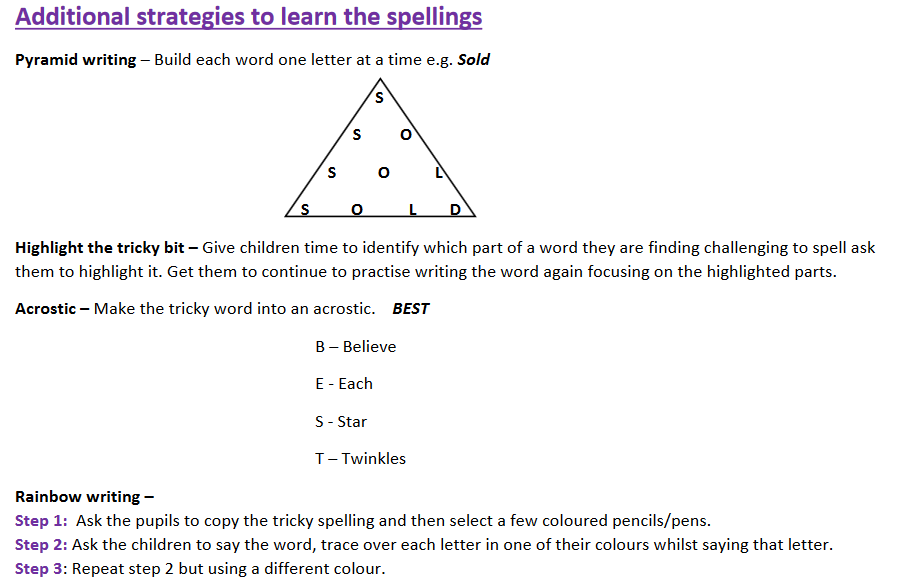 Additional strategies to learn the spellings
Pyramid writing – Build each word one letter at a time e.g. Sold
S
S O
S O L
S O L D
Highlight the tricky bit – Give children time to identify which part of a word they are finding challenging to spell ask
them to highlight it. Get them to continue to practise writing the word again focusing on the highlighted parts.
Acrostic – Make the tricky word into an acrostic. BEST
B – Believe
E - Each
S - Star
T – Twinkles
Rainbow writing –
Step 1: Ask the pupils to copy the tricky spelling and then select a few coloured pencils/pens.
Step 2: Ask the children to say the word, trace over each letter in one of their colours whilst saying that letter.
Step 3: Repeat step 2 but using a different colour.